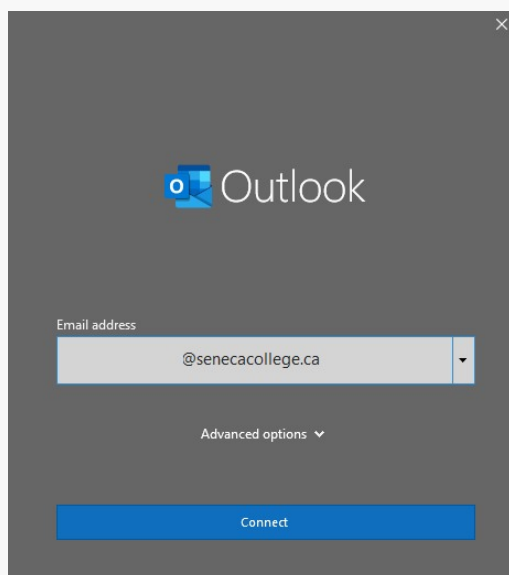 Outlook
Email address
@senecacollege.ca
Advanced options
Connect